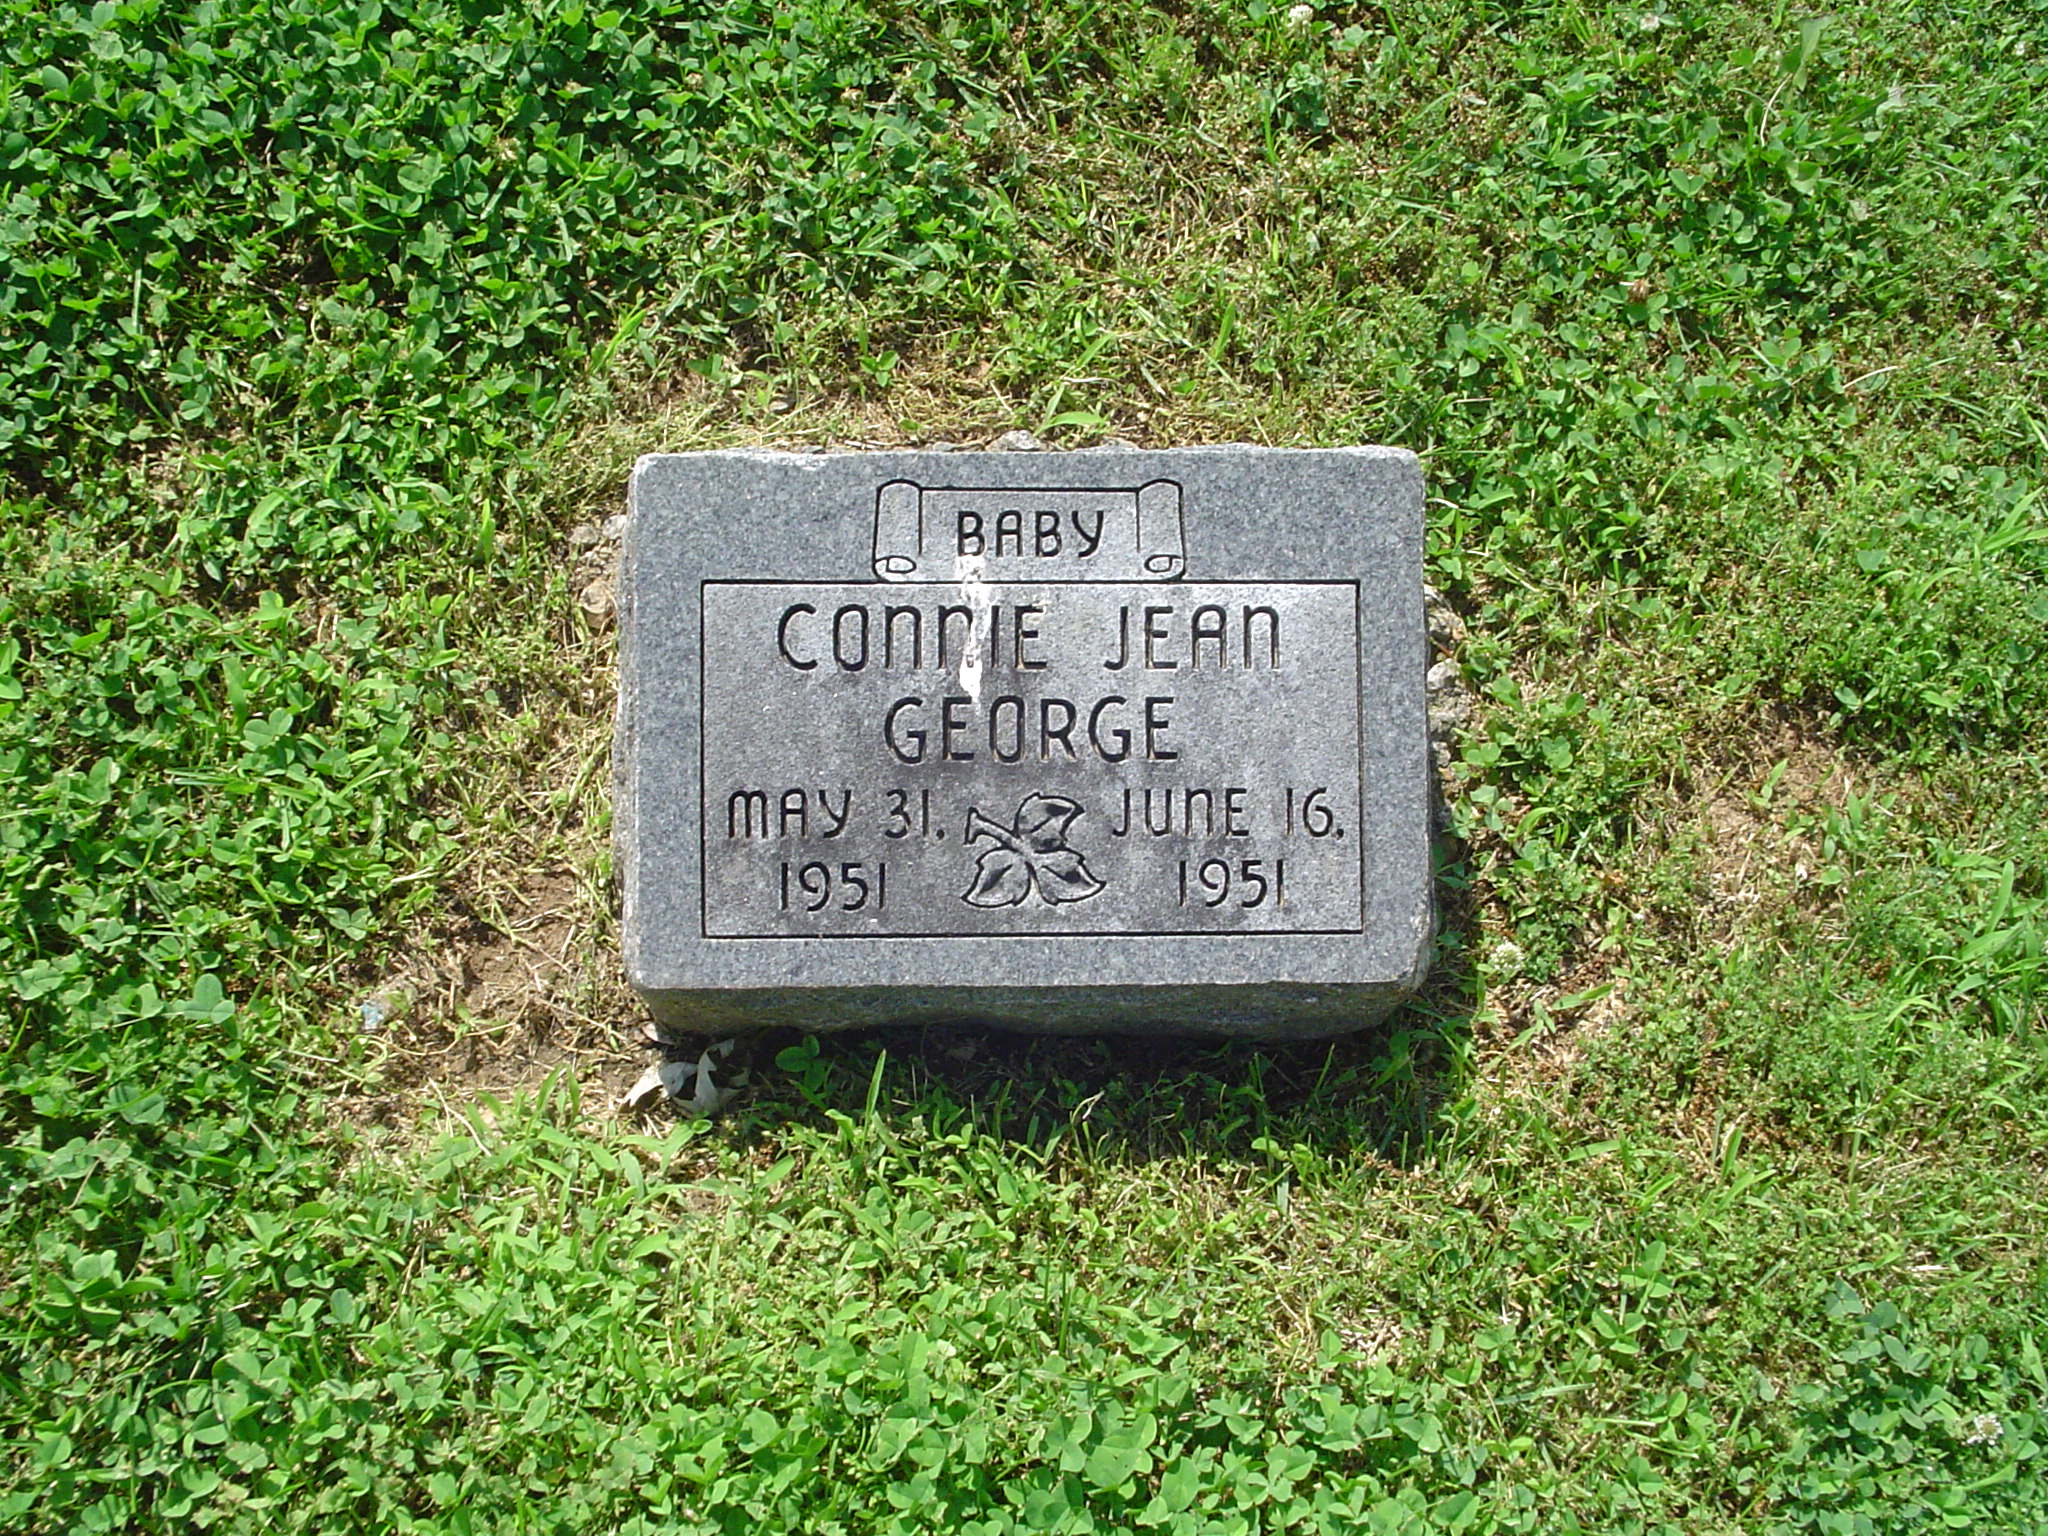 BABY
CONNIE JEAN
GEORGE
MAY 31, JUNE 16,
1951 1951